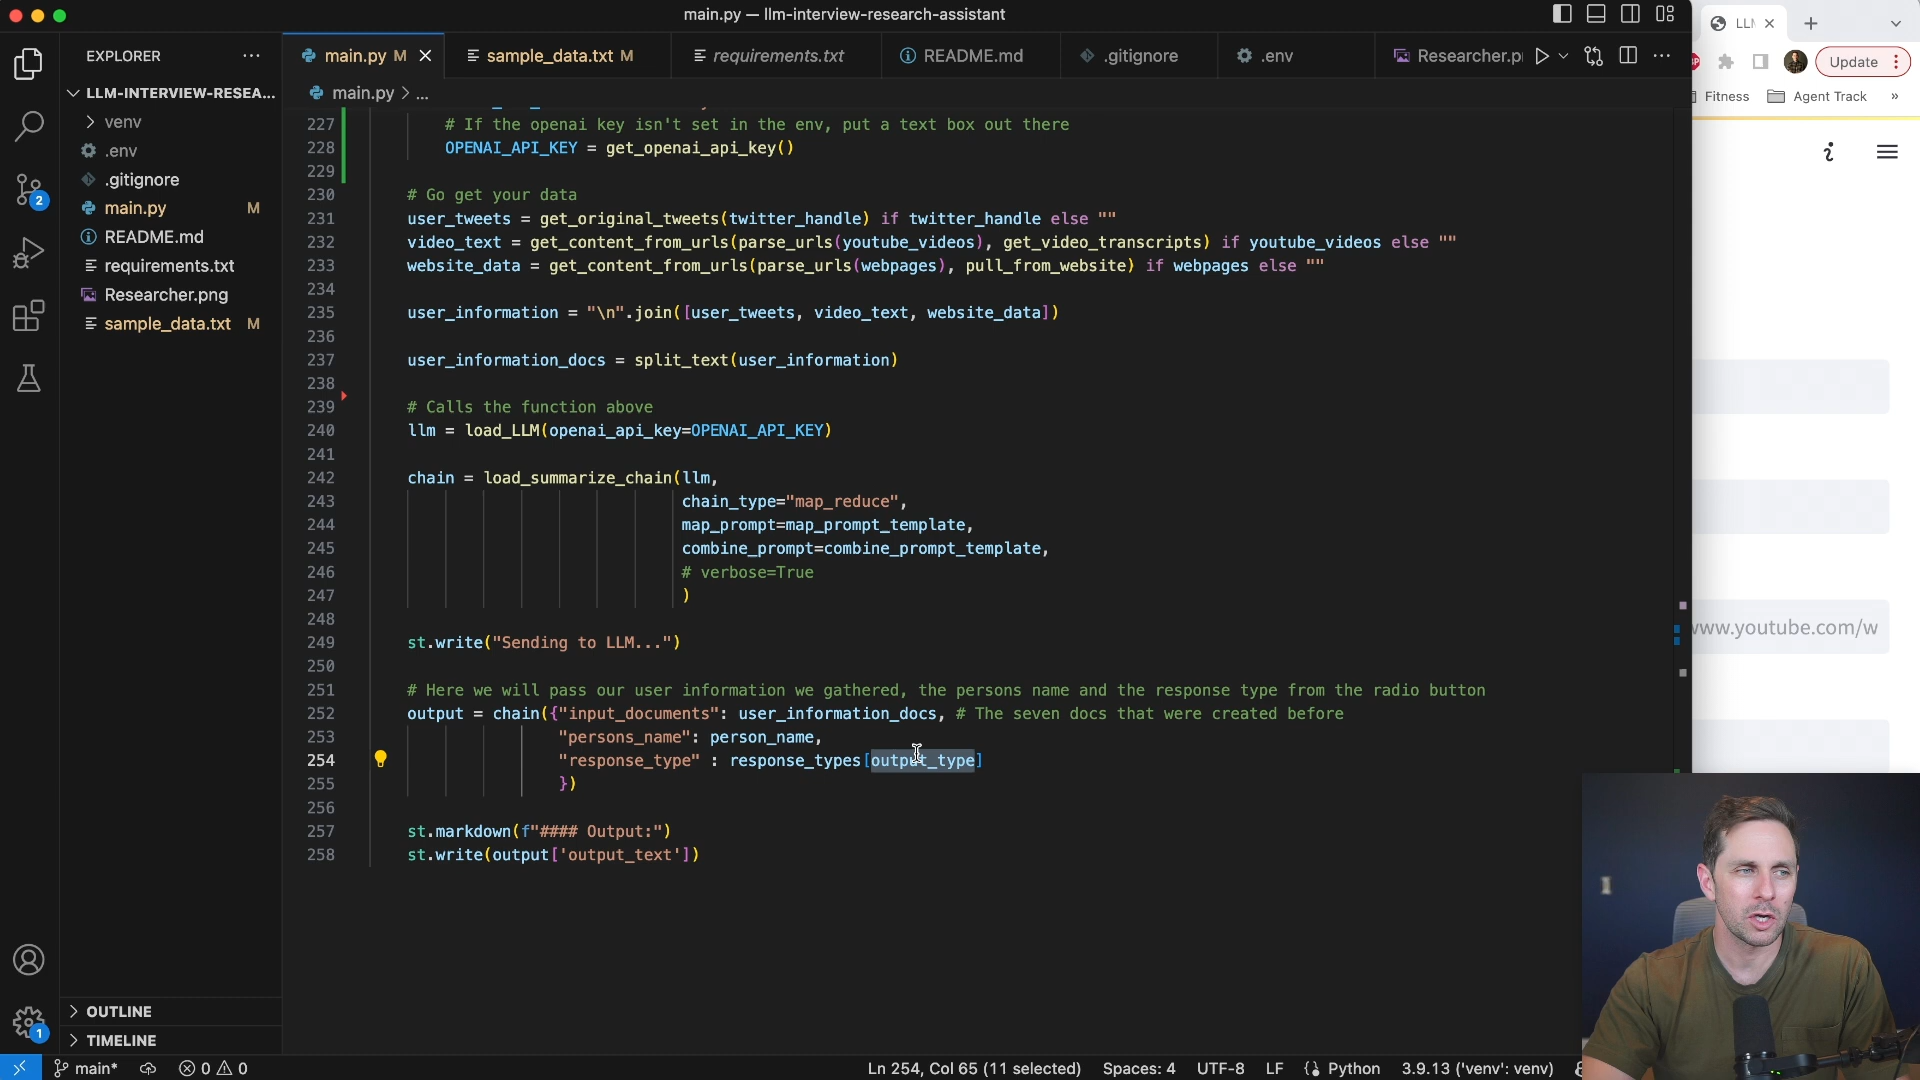 main.py — llm-interview-research-assistant
LLM
EXPLORER
main.py M
sample_data.txt M
requirements.txt
README.md
.gitignore
.env
Researcher.p
Update
LLM-INTERVIEW-RESEA...
main.py > ...
Fitness
Agent Track
»
venv
.env
.gitignore
main.py M
README.md
requirements.txt
Researcher.png
sample_data.txt M
2
227 # If the openai key isn't set in the env, put a text box out there
228 OPENAI_API_KEY = get_openai_api_key()
229
230 # Go get your data
231 user_tweets = get_original_tweets(twitter_handle) if twitter_handle else ""
232 video_text = get_content_from_urls(parse_urls(youtube_videos), get_video_transcripts) if youtube_videos else ""
233 website_data = get_content_from_urls(parse_urls(webpages), pull_from_website) if webpages else ""
234
235 user_information = "\n".join([user_tweets, video_text, website_data])
236
237 user_information_docs = split_text(user_information)
238
239 # Calls the function above
240 llm = load_LLM(openai_api_key=OPENAI_API_KEY)
241
242 chain = load_summarize_chain(llm,
243 chain_type="map_reduce",
244 map_prompt=map_prompt_template,
245 combine_prompt=combine_prompt_template,
246 # verbose=True
247 )
248
249 st.write("Sending to LLM...")
250
251 # Here we will pass our user information we gathered, the persons name and the response type from the radio button
252 output = chain({"input_documents": user_information_docs, # The seven docs that were created before
253 "persons_name": person_name,
254 "response_type" : response_types[output_type]
255 })
256
257 st.markdown(f"#### Output:")
258 st.write(output['output_text'])
www.youtube.com/w
OUTLINE
TIMELINE
1
main*
0 0
Ln 254, Col 65 (11 selected)
Spaces: 4
UTF-8
LF
Python
3.9.13 ('venv': venv)